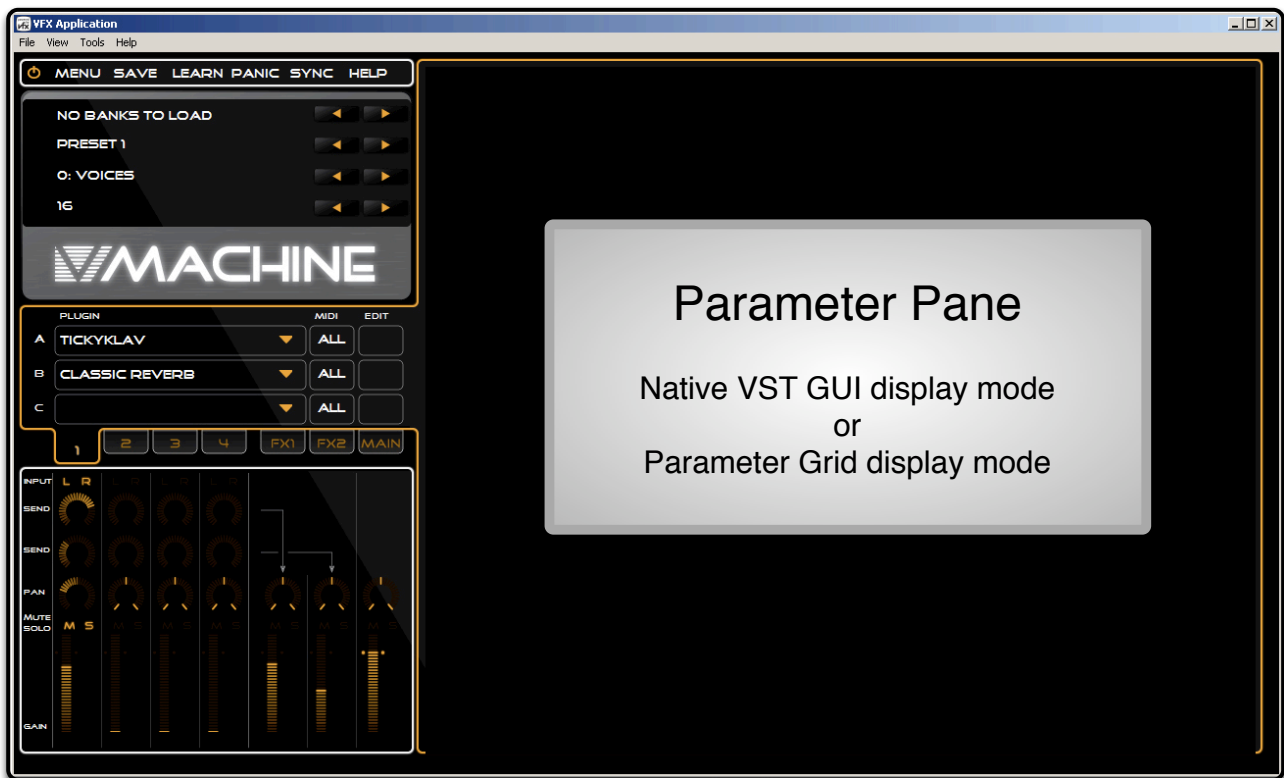 VFX Application
File View Tools Help
MENU SAVE LEARN PANIC SYNC HELP
NO BANKS TO LOAD
PRESET 1
0: VOICES
16
VMACHINE
PLUGIN MIDI EDIT
A TICKYKLAV ALL
B CLASSIC REVERB ALL
C ALL
1 2 3 4 FX1 FX2 MAIN
INPUT L R L R L R L R
SEND
SEND
PAN
MUTE
SOLO M S M S M S M S M S M S M S
GAIN
Parameter Pane
Native VST GUI display mode
or
Parameter Grid display mode